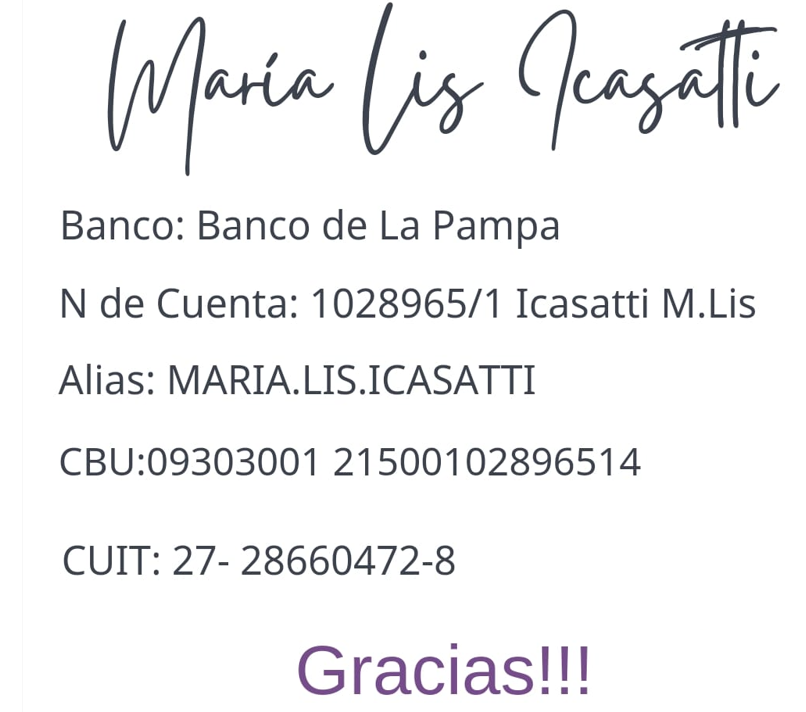 María Lis Icasatti
Banco: Banco de La Pampa
N de Cuenta: 1028965/1 Icasatti M.Lis
Alias: MARIA.LIS.ICASATTI
CBU:09303001 21500102896514
CUIT: 27- 28660472-8
Gracias!!!